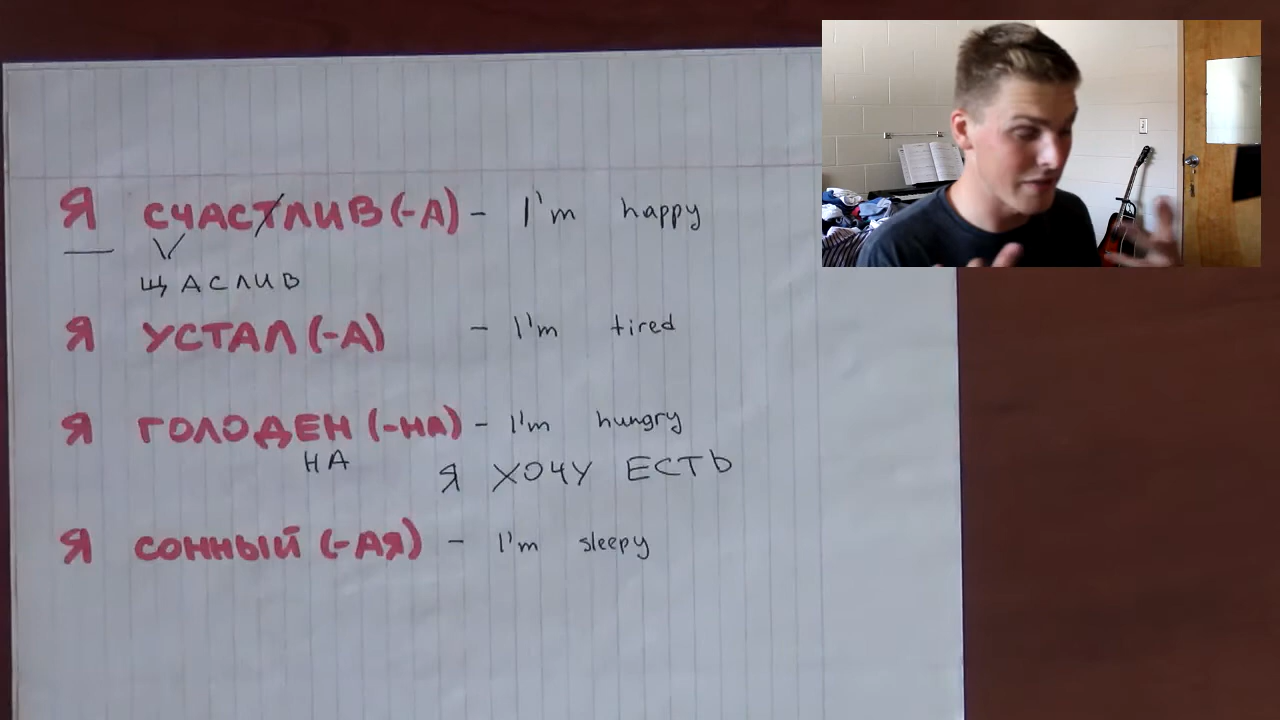 Я СЧАСТЛИВ (-А) - I'm happy
ЩАСЛИВ
Я УСТАЛ (-А) - I'm tired
Я ГОЛОДЕН (-НА) - I'm hungry
НА Я ХОЧУ ЕСТЬ
Я СОННЫЙ (-АЯ) - I'm sleepy